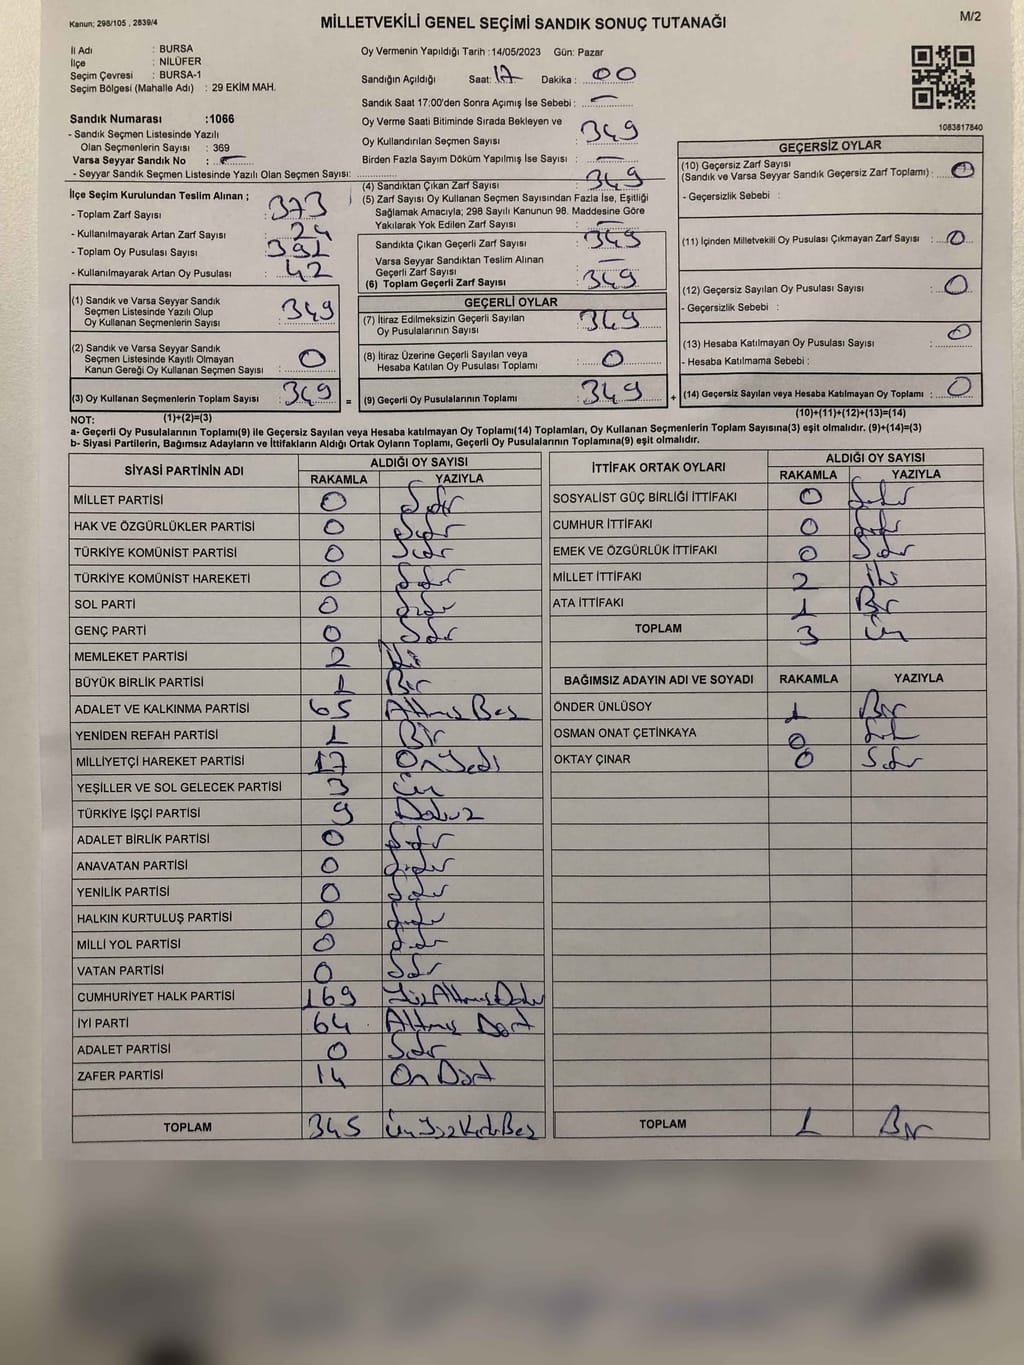 Kanun; 298/105 , 2839/4
MİLLETVEKİLİ GENEL SEÇİMİ SANDIK SONUÇ TUTANAĞI
M/2
İl Adı : BURSA
İlçe : NİLÜFER
Seçim Çevresi : BURSA-1
Seçim Bölgesi (Mahalle Adı) : 29 EKİM MAH.
Sandık Numarası :1066
- Sandık Seçmen Listesinde Yazılı
Olan Seçmenlerin Sayısı : 369
Varsa Seyyar Sandık No : -
- Seyyar Sandık Seçmen Listesinde Yazılı Olan Seçmen Sayısı:
Oy Vermenin Yapıldığı Tarih :14/05/2023 Gün: Pazar
Sandığın Açıldığı Saat: 17 Dakika : 00
Sandık Saat 17:00'den Sonra Açımış İse Sebebi : -
Oy Verme Saati Bitiminde Sırada Bekleyen ve
Oy Kullandırılan Seçmen Sayısı : 349
Birden Fazla Sayım Döküm Yapılmış İse Sayısı : -
1083817840
İlçe Seçim Kurulundan Teslim Alınan ;
- Toplam Zarf Sayısı : 373
- Kullanılmayarak Artan Zarf Sayısı : 24
- Toplam Oy Pusulası Sayısı : 391
- Kullanılmayarak Artan Oy Pusulası : 42
(4) Sandıktan Çıkan Zarf Sayısı : 349
(5) Zarf Sayısı Oy Kullanan Seçmen Sayısından Fazla İse, Eşitliği
Sağlamak Amacıyla; 298 Sayılı Kanunun 98. Maddesine Göre
Yakılarak Yok Edilen Zarf Sayısı : -
Sandıkta Çıkan Geçerli Zarf Sayısı : 349
Varsa Seyyar Sandıktan Teslim Alınan
Geçerli Zarf Sayısı : -
(6) Toplam Geçerli Zarf Sayısı : 349
GEÇERSİZ OYLAR
(10) Geçersiz Zarf Sayısı
(Sandık ve Varsa Seyyar Sandık Geçersiz Zarf Toplamı) : 0
- Geçersizlik Sebebi :
(11) İçinden Milletvekili Oy Pusulası Çıkmayan Zarf Sayısı : 0
(12) Geçersiz Sayılan Oy Pusulası Sayısı : 0
- Geçersizlik Sebebi :
(13) Hesaba Katılmayan Oy Pusulası Sayısı : 0
- Hesaba Katılmama Sebebi :
(14) Geçersiz Sayılan veya Hesaba Katılmayan Oy Toplamı : 0
(10)+(11)+(12)+(13)=(14)
(1) Sandık ve Varsa Seyyar Sandık
Seçmen Listesinde Yazılı Olup
Oy Kullanan Seçmenlerin Sayısı : 349
(2) Sandık ve Varsa Seyyar Sandık
Seçmen Listesinde Kayıtlı Olmayan
Kanun Gereği Oy Kullanan Seçmen Sayısı : 0
(3) Oy Kullanan Seçmenlerin Toplam Sayısı : 349 =
(1)+(2)=(3)
GEÇERLİ OYLAR
(7) İtiraz Edilmeksizin Geçerli Sayılan
Oy Pusulalarının Sayısı : 349
(8) İtiraz Üzerine Geçerli Sayılan veya
Hesaba Katılan Oy Pusulası Toplamı : 0
(9) Geçerli Oy Pusulalarının Toplamı : 349 +
NOT:
a- Geçerli Oy Pusulalarının Toplamı(9) ile Geçersiz Sayılan veya Hesaba katılmayan Oy Toplamı(14) Toplamları, Oy Kullanan Seçmenlerin Toplam Sayısına(3) eşit olmalıdır. (9)+(14)=(3)
b- Siyasi Partilerin, Bağımsız Adayların ve İttifakların Aldığı Ortak Oyların Toplamı, Geçerli Oy Pusulalarının Toplamına(9) eşit olmalıdır.
SİYASİ PARTİNİN ADI ALDIĞI OY SAYISI
RAKAMLA YAZIYLA
MİLLET PARTİSİ 0 Sıfır
HAK VE ÖZGÜRLÜKLER PARTİSİ 0 Sıfır
TÜRKİYE KOMÜNİST PARTİSİ 0 Sıfır
TÜRKİYE KOMÜNİST HAREKETİ 0 Sıfır
SOL PARTİ 0 Sıfır
GENÇ PARTİ 0 Sıfır
MEMLEKET PARTİSİ 2 İki
BÜYÜK BİRLİK PARTİSİ 1 Bir
ADALET VE KALKINMA PARTİSİ 65 Altmış Beş
YENİDEN REFAH PARTİSİ 1 Bir
MİLLİYETÇİ HAREKET PARTİSİ 17 On Yedi
YEŞİLLER VE SOL GELECEK PARTİSİ 3 Üç
TÜRKİYE İŞÇİ PARTİSİ 9 Dokuz
ADALET BİRLİK PARTİSİ 0 Sıfır
ANAVATAN PARTİSİ 0 Sıfır
YENİLİK PARTİSİ 0 Sıfır
HALKIN KURTULUŞ PARTİSİ 0 Sıfır
MİLLİ YOL PARTİSİ 0 Sıfır
VATAN PARTİSİ 0 Sıfır
CUMHURİYET HALK PARTİSİ 169 YüzAltmışDokuz
İYİ PARTİ 64 Altmış Dört
ADALET PARTİSİ 0 Sıfır
ZAFER PARTİSİ 14 On Dört
TOPLAM 345 ÜçYüzKırkBeş
İTTİFAK ORTAK OYLARI ALDIĞI OY SAYISI
RAKAMLA YAZIYLA
SOSYALİST GÜÇ BİRLİĞİ İTTİFAKI 0 Sıfır
CUMHUR İTTİFAKI 0 Sıfır
EMEK VE ÖZGÜRLÜK İTTİFAKI 0 Sıfır
MİLLET İTTİFAKI 2 İki
ATA İTTİFAKI 1 Bir
TOPLAM 3 Üç
BAĞIMSIZ ADAYIN ADI VE SOYADI RAKAMLA YAZIYLA
ÖNDER ÜNLÜSOY 1 Bir
OSMAN ONAT ÇETİNKAYA 0 Sıfır
OKTAY ÇINAR 0 Sıfır
TOPLAM 1 Bir